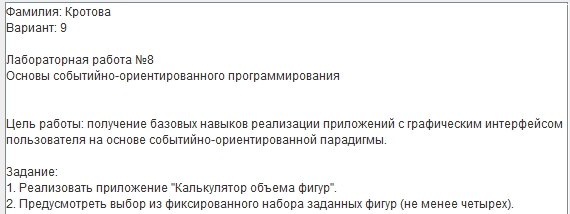 Фамилия: Кротова
Вариант: 9
Лабораторная работа №8
Основы событийно-ориентированного программирования
Цель работы: получение базовых навыков реализации приложений с графическим интерфейсом
пользователя на основе событийно-ориентированной парадигмы.
Задание:
1. Реализовать приложение "Калькулятор объема фигур".
2. Предусмотреть выбор из фиксированного набора заданных фигур (не менее четырех).